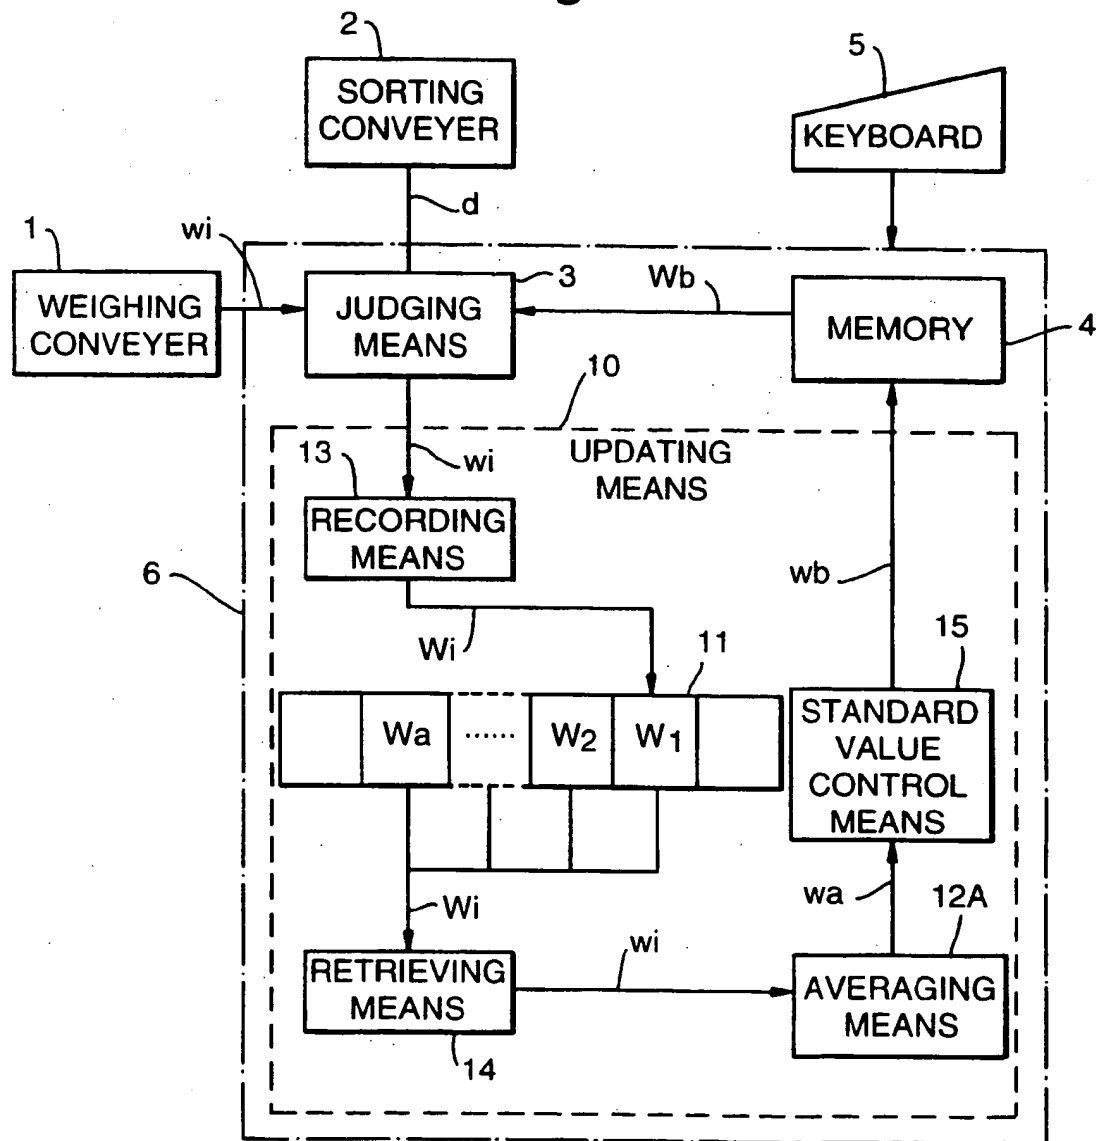 2
SORTING
CONVEYER
5
KEYBOARD
d
1
wi
WEIGHING
CONVEYER
3
JUDGING
MEANS
Wb
MEMORY
4
10
13
wi
UPDATING
MEANS
RECORDING
MEANS
6
wb
Wi
11
15
Wa
......
W2
W1
STANDARD
VALUE
CONTROL
MEANS
Wi
wa
12A
RETRIEVING
MEANS
wi
AVERAGING
MEANS
14